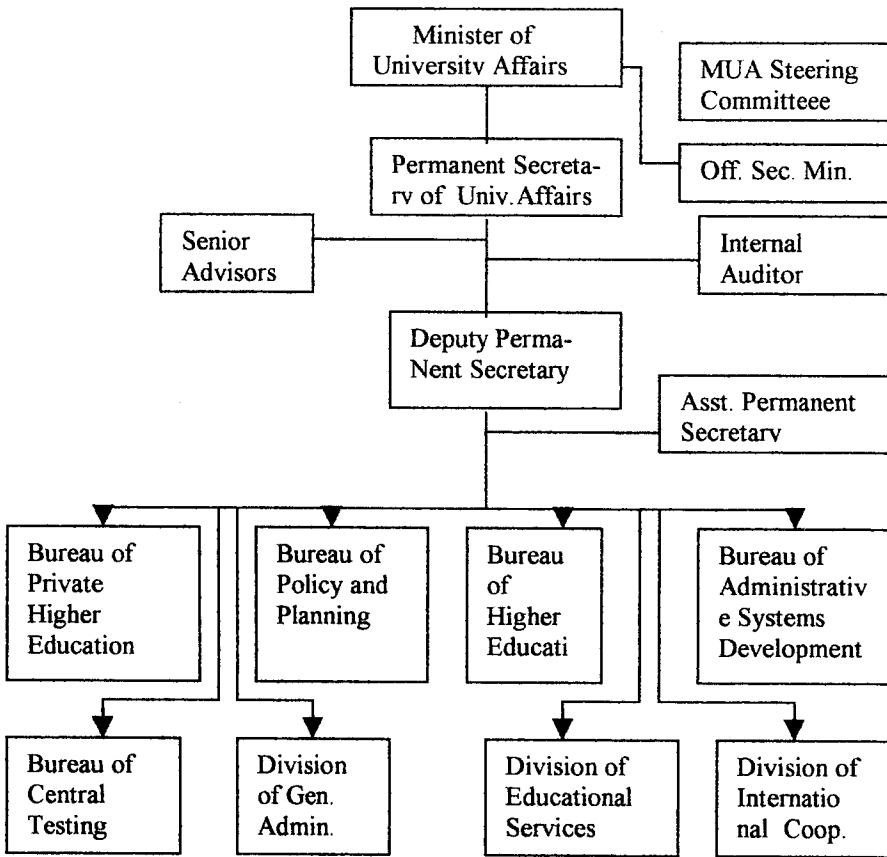 Minister of
University Affairs
MUA Steering
Committeee
Permanent Secreta-
ry of Univ.Affairs
Off. Sec. Min.
Senior
Advisors
Internal
Auditor
Deputy Perma-
Nent Secretary
Asst. Permanent
Secretary
Bureau of
Private
Higher
Education
Bureau of
Policy and
Planning
Bureau
of
Higher
Educati
Bureau of
Administrativ
e Systems
Development
Bureau of
Central
Testing
Division
of Gen.
Admin.
Division of
Educational
Services
Division of
Internatio
nal Coop.